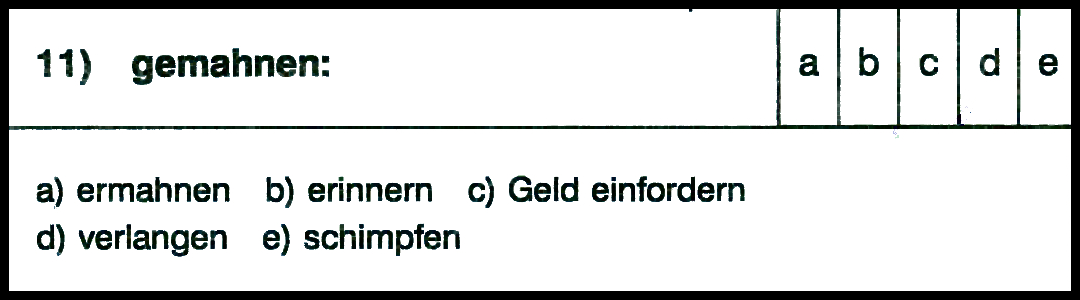 11) gemahnen: a b c d e
a) ermahnen b) erinnern c) Geld einfordern
d) verlangen e) schimpfen